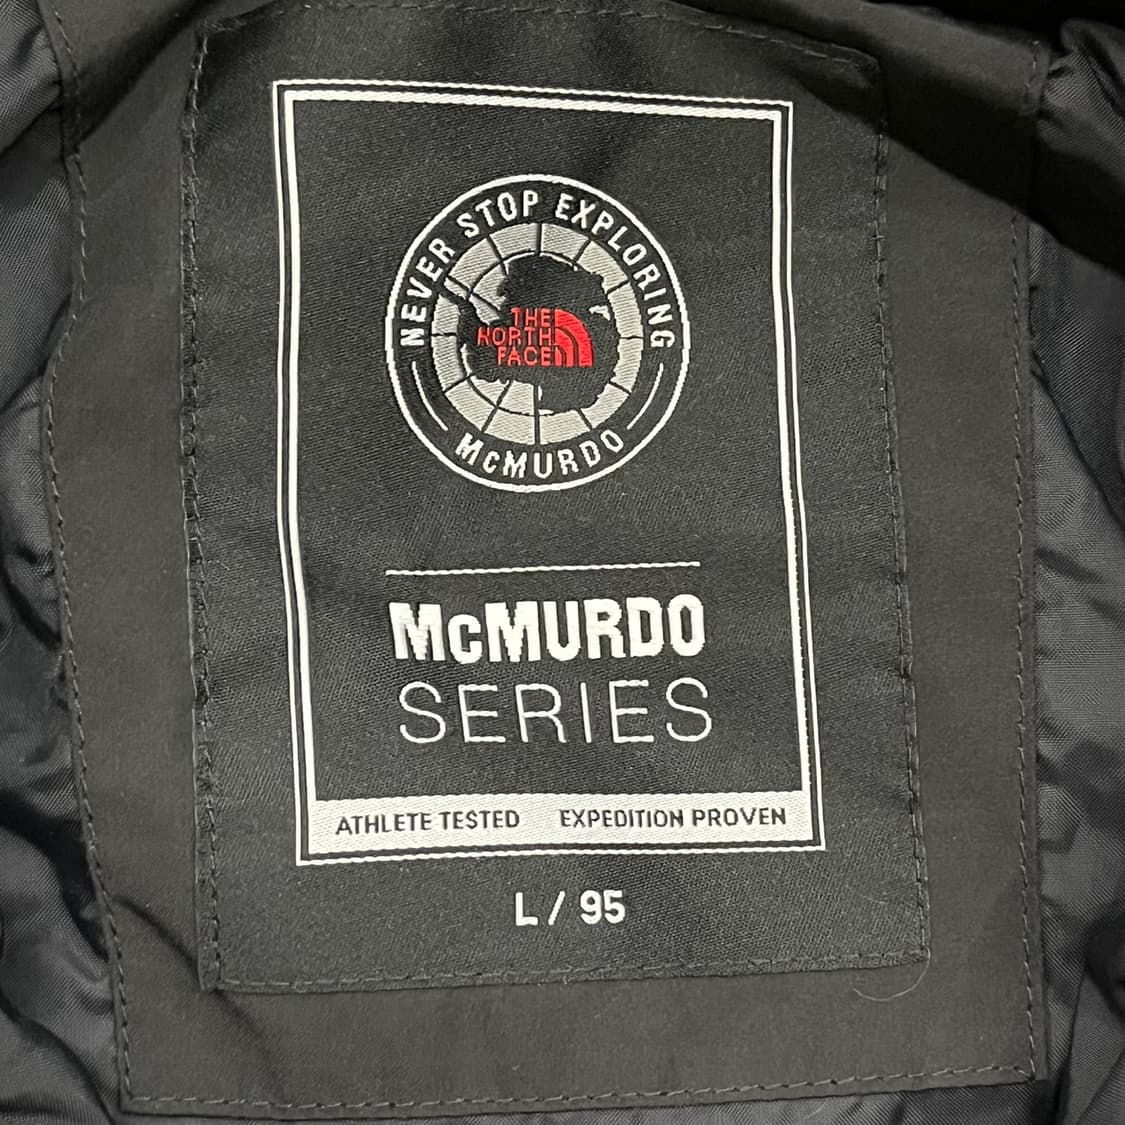 NEVER STOP EXPLORING
THE
NORTH
FACE
McMURDO
McMURDO
SERIES
ATHLETE TESTED EXPEDITION PROVEN
L / 95